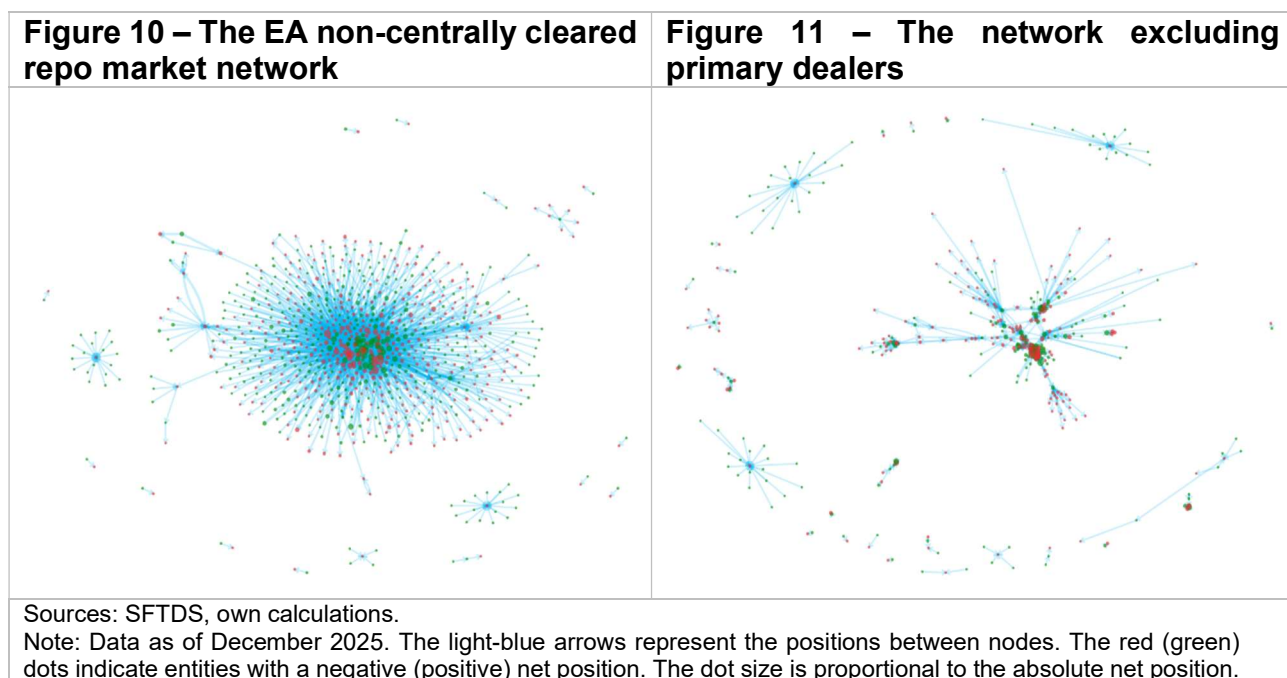 Figure 10 – The EA non-centrally cleared
repo market network
Figure 11 – The network excluding
primary dealers
Sources: SFTDS, own calculations.
Note: Data as of December 2025. The light-blue arrows represent the positions between nodes. The red (green)
dots indicate entities with a negative (positive) net position. The dot size is proportional to the absolute net position.